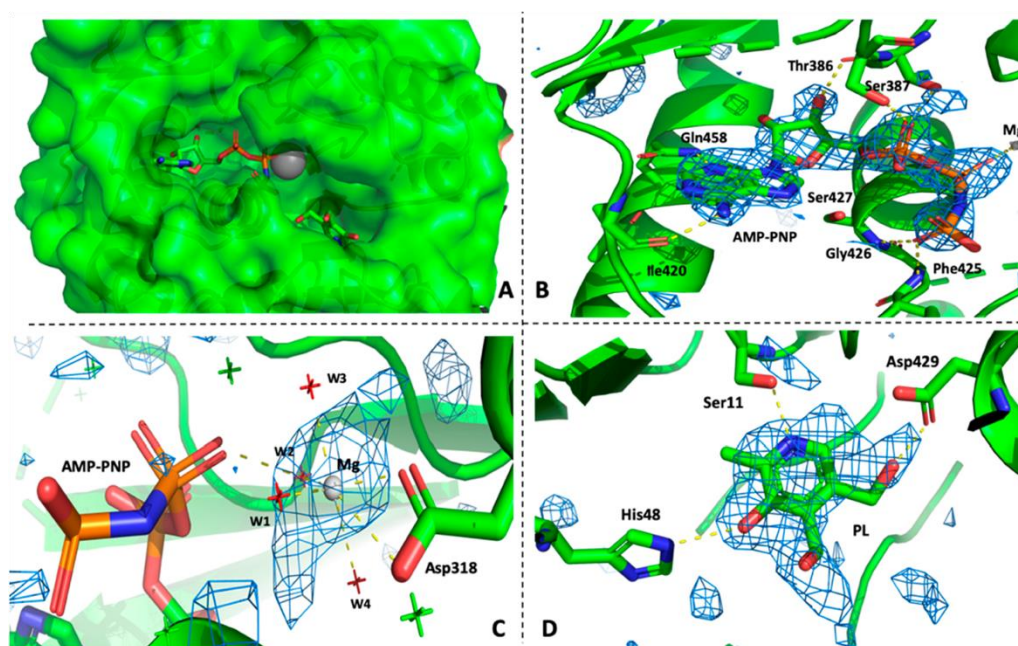 A
Thr386
Ser387
Mg
Gln458
Ser427
AMP-PNP
Gly426
Ile420
Phe425
B
W3
AMP-PNP
W2
Mg
W1
Asp318
W4
C
Asp429
Ser11
His48
PL
D